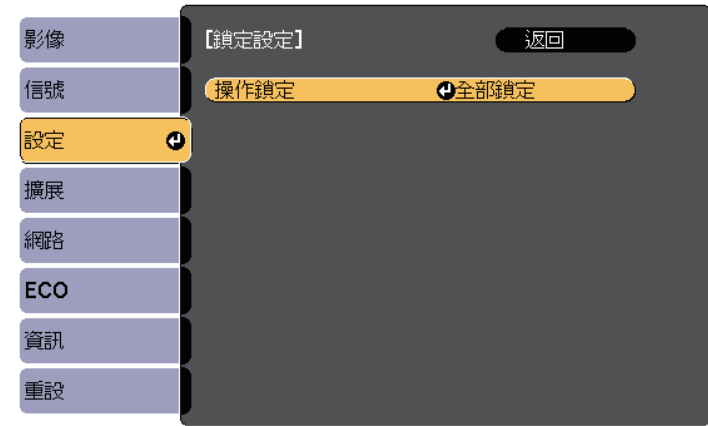 影像
信號
設定
擴展
網路
ECO
資訊
重設
[鎖定設定]
返回
操作鎖定 全部鎖定